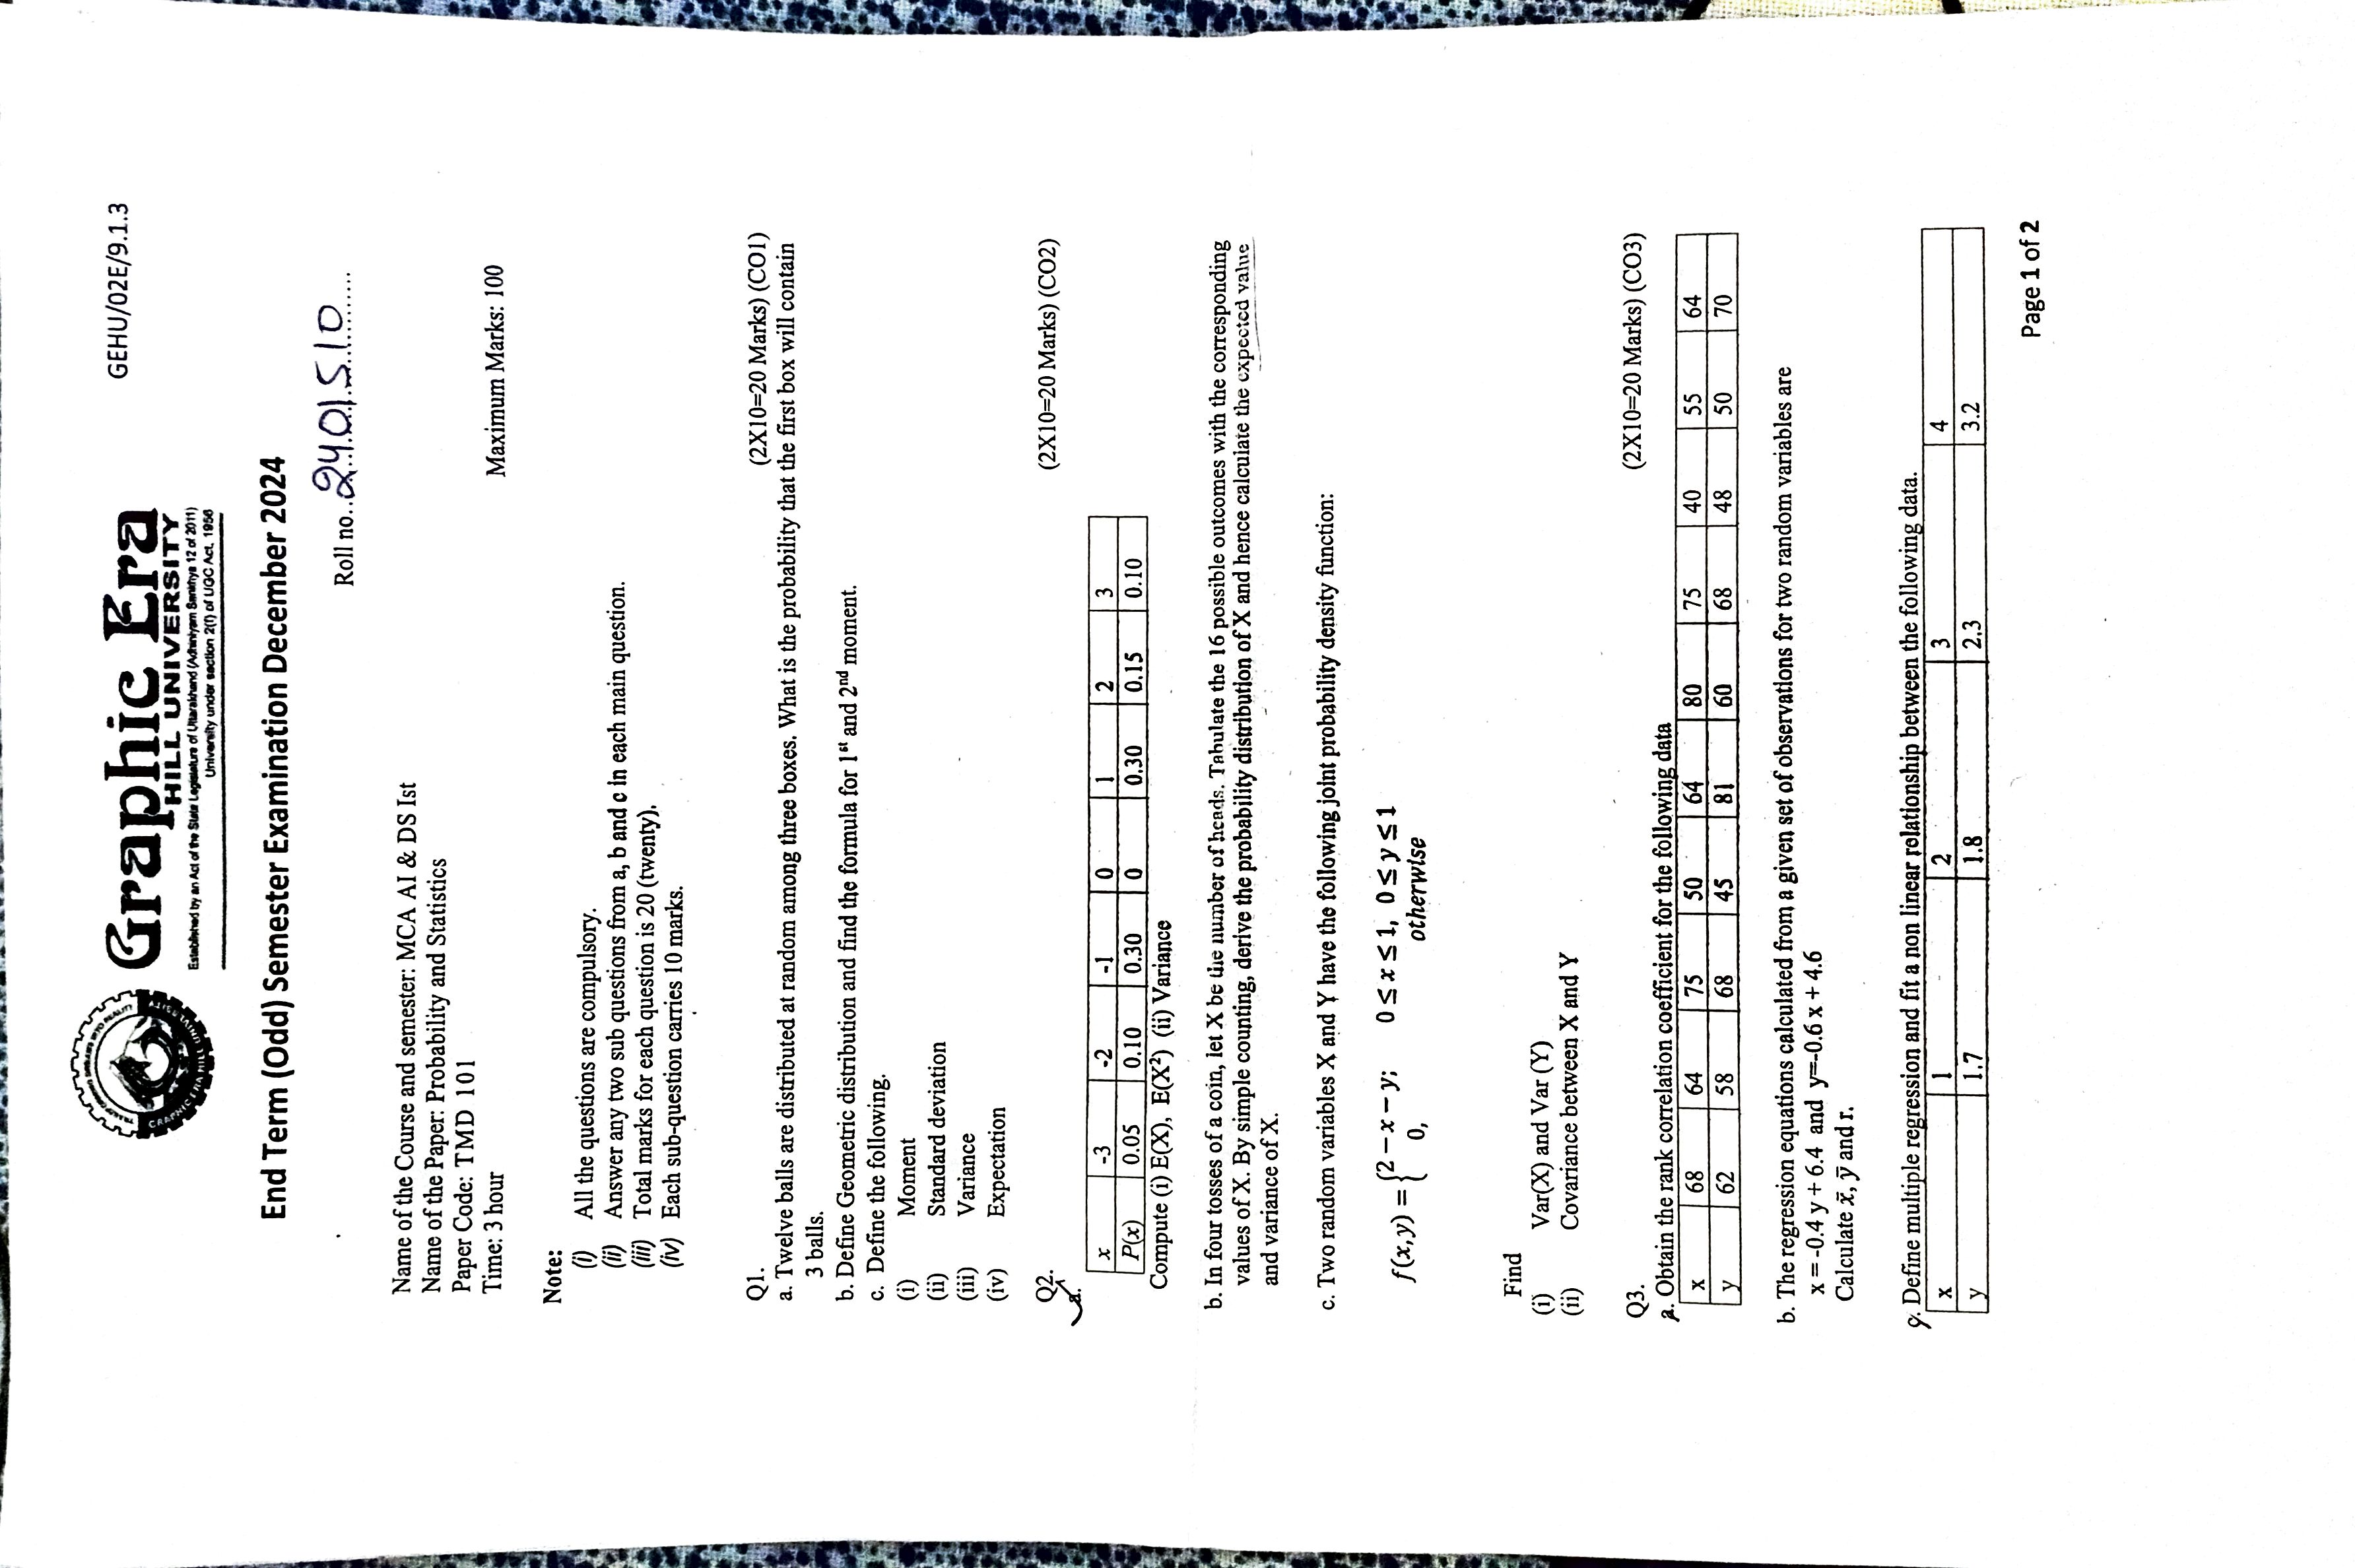 GEHU/02E/9.1.3
Graphic Era
HILL UNIVERSITY
Established by an Act of the State Legislature of Uttarakhand (Adhiniyam Sankhya 12 of 2011)
University under section 2(f) of UGC Act, 1956
End Term (Odd) Semester Examination December 2024
Roll no. 2401510
Name of the Course and semester: MCA AI & DS Ist
Name of the Paper: Probability and Statistics
Paper Code: TMD 101
Time: 3 hour Maximum Marks: 100
Note:
(i) All the questions are compulsory.
(ii) Answer any two sub questions from a, b and c in each main question.
(iii) Total marks for each question is 20 (twenty).
(iv) Each sub-question carries 10 marks.
Q1. (2X10=20 Marks) (CO1)
a. Twelve balls are distributed at random among three boxes. What is the probability that the first box will contain
3 balls.
b. Define Geometric distribution and find the formula for 1st and 2nd moment.
c. Define the following.
(i) Moment
(ii) Standard deviation
(iii) Variance
(iv) Expectation
Q2. (2X10=20 Marks) (CO2)
a.
x -3 -2 -1 0 1 2 3
P(x) 0.05 0.10 0.30 0 0.30 0.15 0.10
Compute (i) E(X), E(X²) (ii) Variance
b. In four tosses of a coin, let X be the number of heads. Tabulate the 16 possible outcomes with the corresponding
values of X. By simple counting, derive the probability distribution of X and hence calculate the expected value
and variance of X.
c. Two random variables X and Y have the following joint probability density function:
f(x,y) = {2 − x − y; 0 ≤ x ≤ 1, 0 ≤ y ≤ 1
0, otherwise
Find
(i) Var(X) and Var (Y)
(ii) Covariance between X and Y
Q3. (2X10=20 Marks) (CO3)
a. Obtain the rank correlation coefficient for the following data
x 68 64 75 50 64 80 75 40 55 64
y 62 58 68 45 81 60 68 48 50 70
b. The regression equations calculated from a given set of observations for two random variables are
x = -0.4 y + 6.4 and y=-0.6 x + 4.6
Calculate x̄, ȳ and r.
c. Define multiple regression and fit a non linear relationship between the following data.
x 1 2 3 4
y 1.7 1.8 2.3 3.2
Page 1 of 2